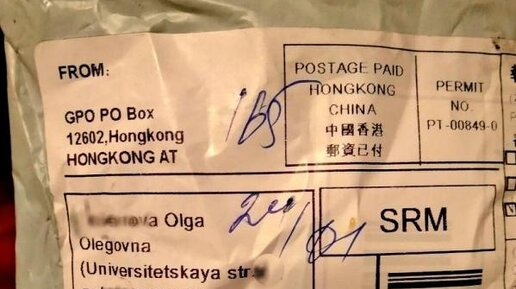 FROM:
GPO PO Box
12602,Hongkong
HONGKONG AT
165
POSTAGE PAID
HONGKONG
CHINA
中國香港
郵資已付
PERMIT
NO.
PT-00849-0
Olga
Olegovna
(Universitetskaya str.
SRM